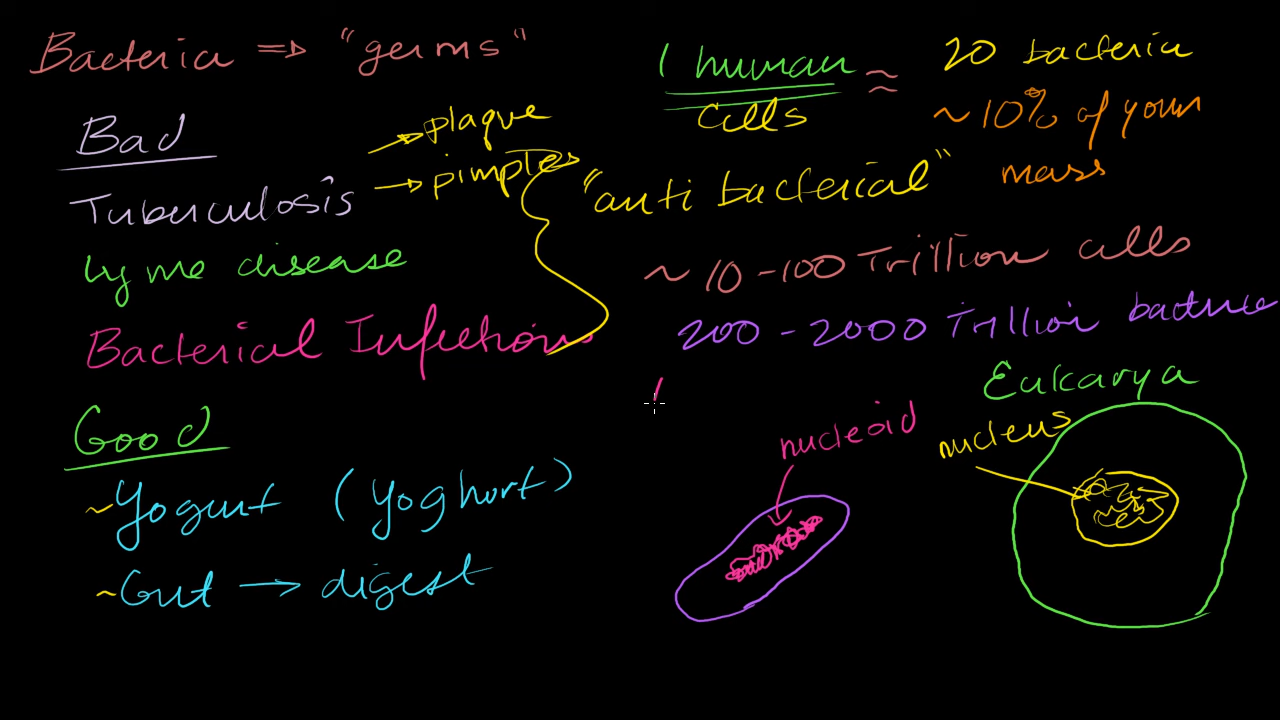 Bacteria ⇒ "germs"
Bad
→ plaque
→ pimples
Tuberculosis
Lyme disease
Bacterial Infections
Good
~Yogurt (Yoghurt)
~Gut → digest
1 human cells ≈ 20 bacteria
~10% of your mass
"anti bacterial"
~ 10-100 Trillion cells
200-2000 Trillion bacteria
nucleoid
Eukarya
nucleus